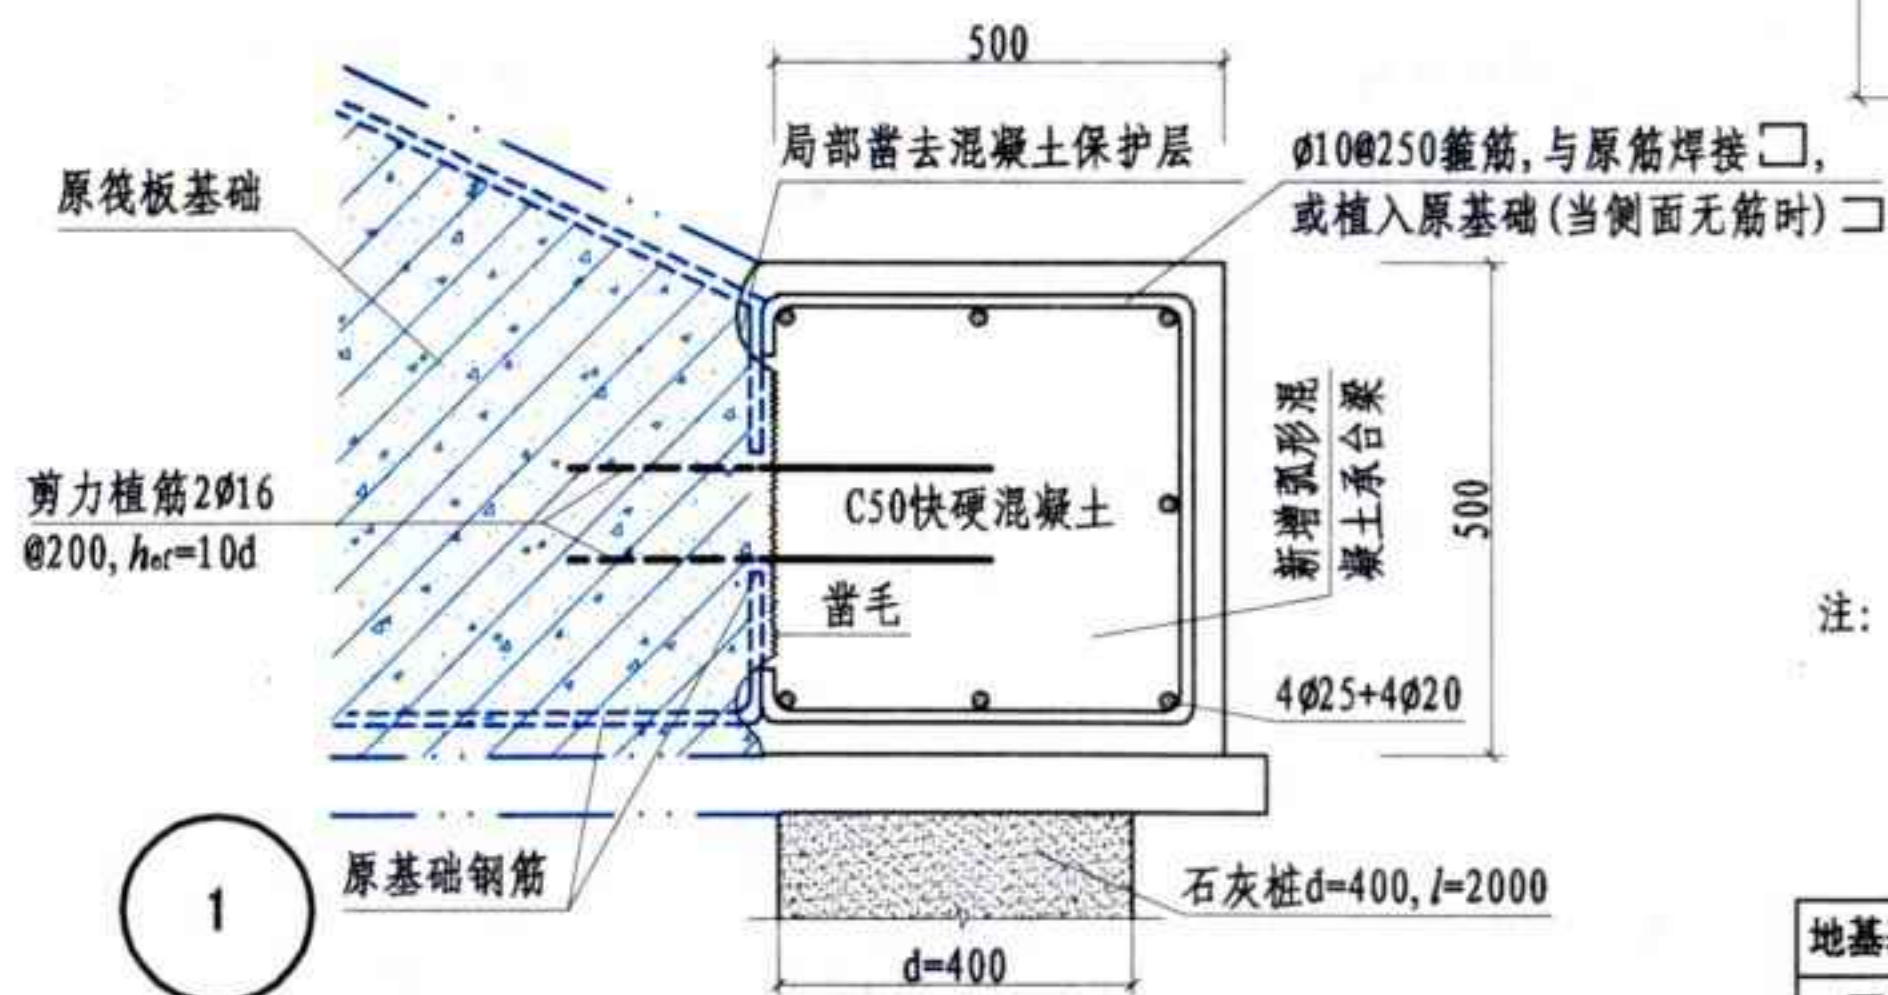 500
局部凿去混凝土保护层
ø10@250箍筋,与原筋焊接
或植入原基础(当侧面无筋时)
原筏板基础
剪力植筋2ø16
@200, hef=10d
C50快硬混凝土
凿毛
新增弧形混
凝土承台梁
500
注:
4ø25+4ø20
原基础钢筋
1
石灰桩d=400, l=2000
d=400
地基